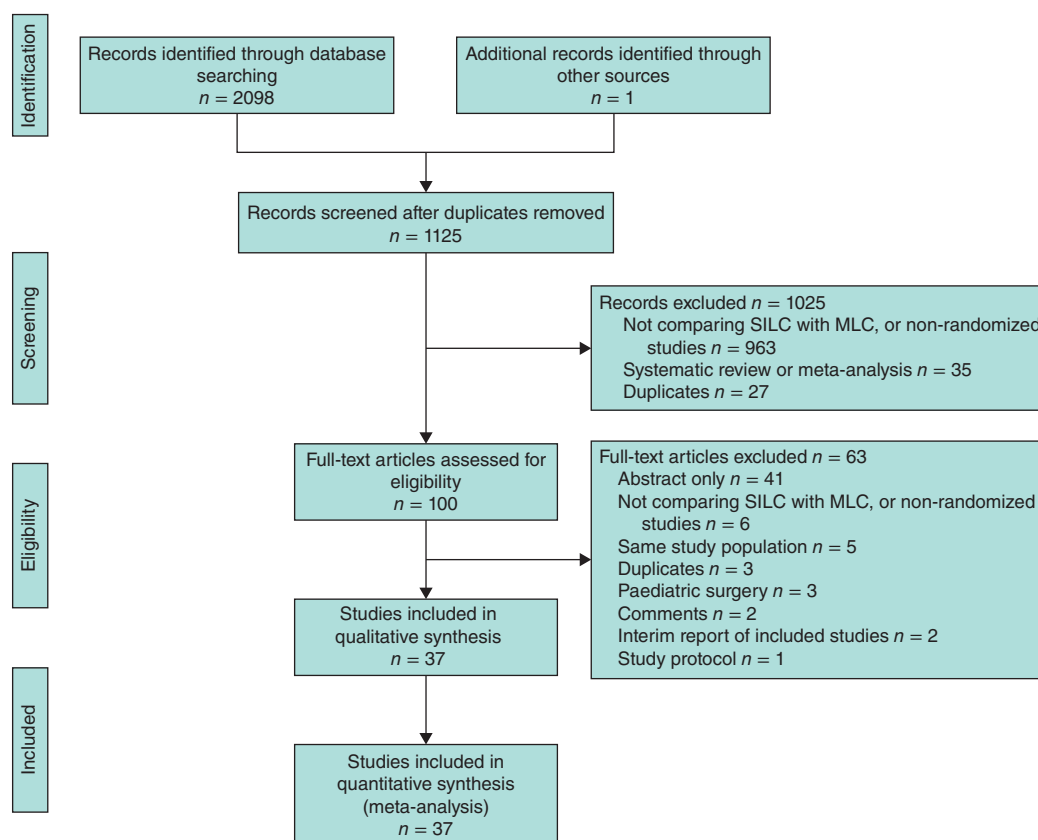 Identification
Records identified through database
searching
n = 2098
Additional records identified through
other sources
n = 1
Records screened after duplicates removed
n = 1125
Screening
Records excluded n = 1025
Not comparing SILC with MLC, or non-randomized
studies n = 963
Systematic review or meta-analysis n = 35
Duplicates n = 27
Eligibility
Full-text articles assessed for
eligibility
n = 100
Full-text articles excluded n = 63
Abstract only n = 41
Not comparing SILC with MLC, or non-randomized
studies n = 6
Same study population n = 5
Duplicates n = 3
Paediatric surgery n = 3
Comments n = 2
Interim report of included studies n = 2
Study protocol n = 1
Studies included in
qualitative synthesis
n = 37
Included
Studies included in
quantitative synthesis
(meta-analysis)
n = 37